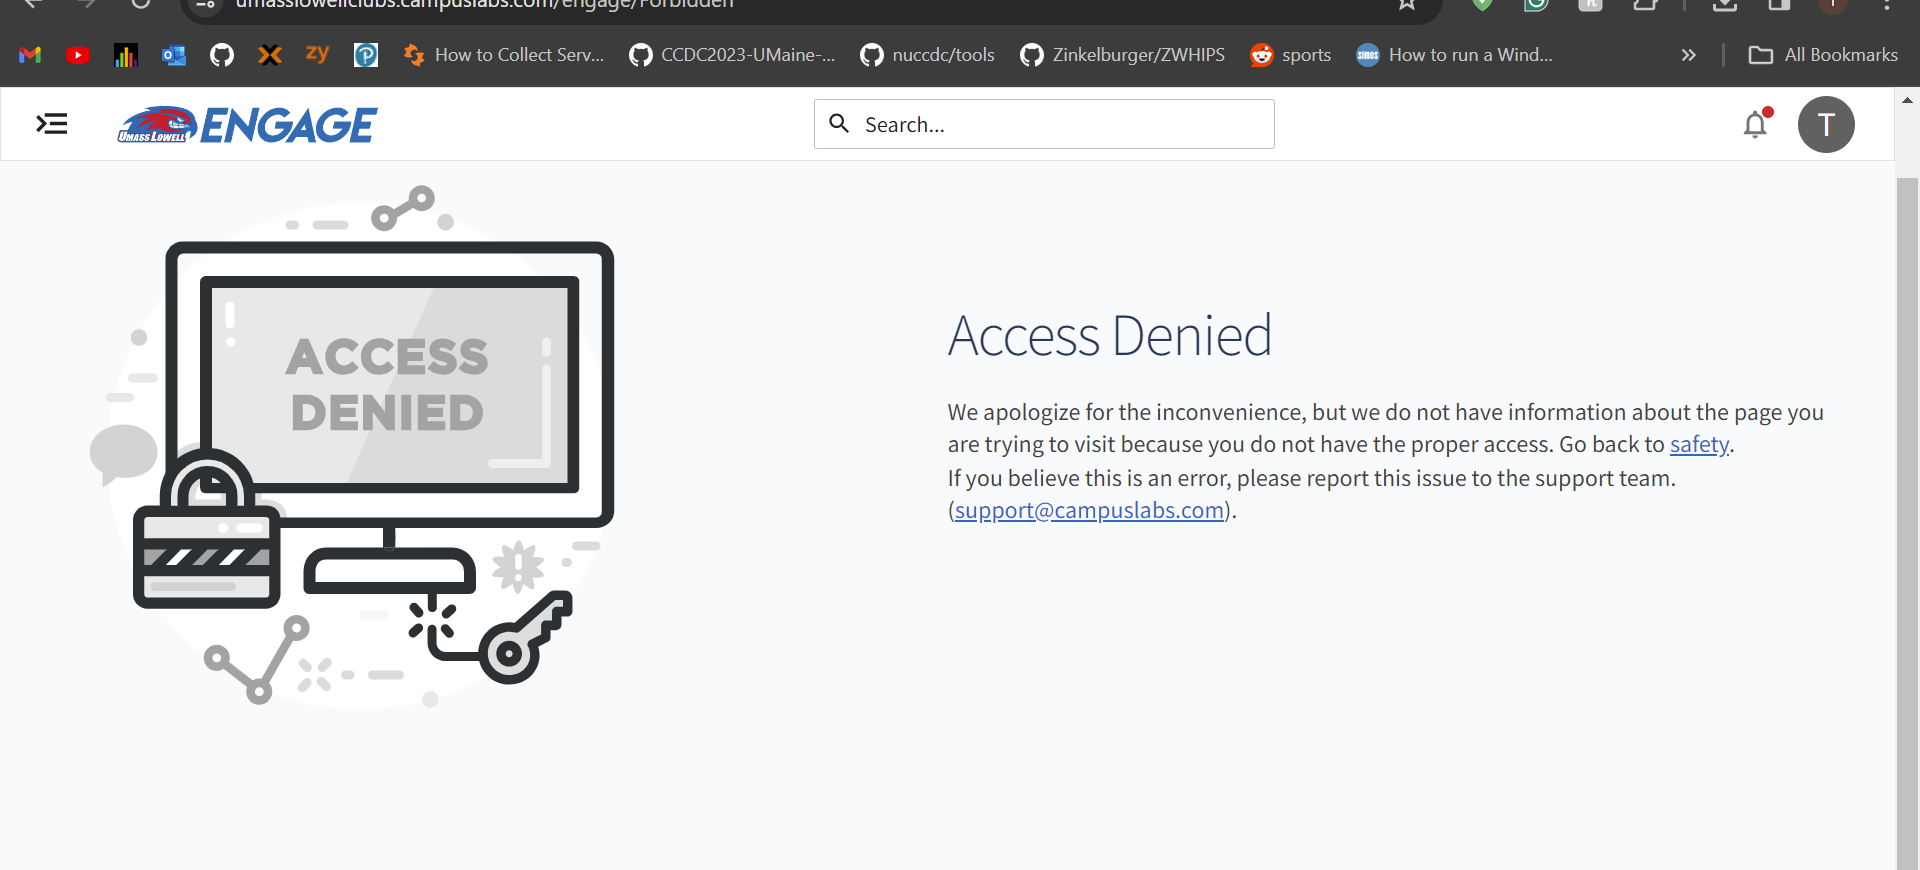 umasslowellclubs.campuslabs.com/engage/Forbidden
How to Collect Serv... CCDC2023-UMaine-... nuccdc/tools Zinkelburger/ZWHIPS sports How to run a Wind... » All Bookmarks
UMASS LOWELL ENGAGE Search... T
ACCESS
DENIED
Access Denied
We apologize for the inconvenience, but we do not have information about the page you
are trying to visit because you do not have the proper access. Go back to safety.
If you believe this is an error, please report this issue to the support team.
(support@campuslabs.com).